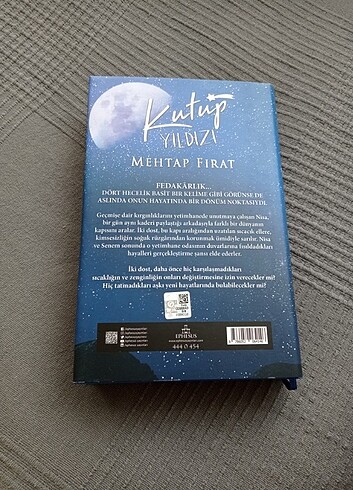 Kutup
YILDIZI
MEHTAP FIRAT
FEDAKÂRLIK...
DÖRT HECELİK BASİT BİR KELİME GİBİ GÖRÜNSE DE
ASLINDA ONUN HAYATINDA BİR DÖNÜM NOKTASIYDI.
Geçmişe dair kırgınlıklarını yetimhanede unutmaya çalışan Nisa,
bir gün aynı kaderi paylaştığı arkadaşıyla farklı bir dünyanın
kapısını aralar. İki dost, bu kapı aralığından uzatılan sıcacık ellere,
kimsesizliğin soğuk rüzgârından korunmak ümidiyle sarılır. Nisa
ve Senem sonunda o yetimhane odasının duvarlarına fısıldadıkları
hayalleri gerçekleştirme şansı elde ederler.
İki dost, daha önce hiç karşılaşmadıkları
sıcaklığın ve zenginliğin onları değiştirmesine izin verecekler mi?
Hiç tatmadıkları aşkı yeni hayatlarında bulabilecekler mi?
EPHESUS
www.ephesusyayinlari.com
444 0 454